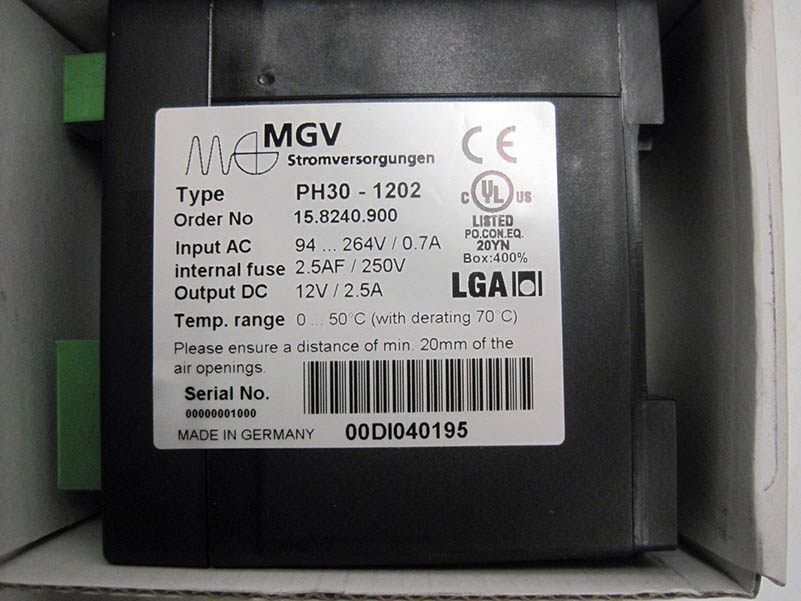 MGV
Stromversorgungen
CE
Type PH30 - 1202
Order No 15.8240.900
Input AC 94 ... 264V / 0.7A
internal fuse 2.5AF / 250V
Output DC 12V / 2.5A
Temp. range 0 ... 50°C (with derating 70°C)
C UL US
LISTED
PO.CON.EQ.
20YN
Box:400%
LGA
Please ensure a distance of min. 20mm of the
air openings.
Serial No.
00000001000
MADE IN GERMANY 00DI040195